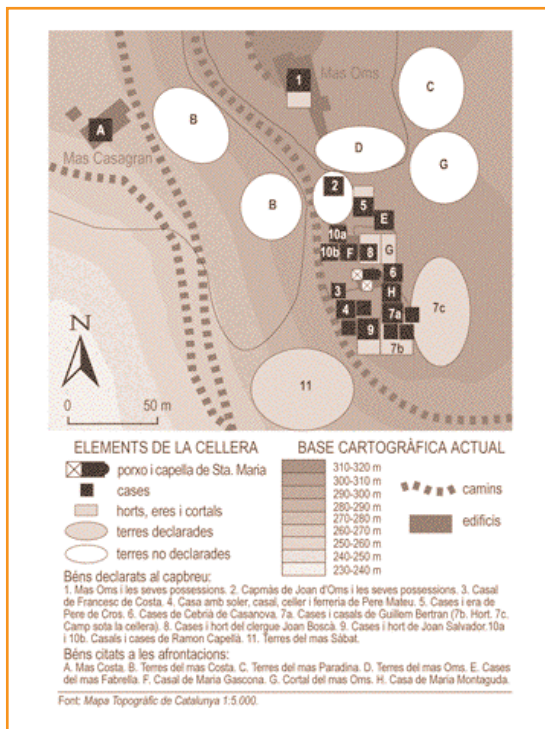 1
Mas Oms
C
A
B
Mas Casagran
D
G
2
B
5
E
10a
10b
F
8
G
6
3
H
7c
4
7a
9
7b
N
11
0
50 m
ELEMENTS DE LA CELLERA
porxo i capella de Sta. Maria
cases
horts, eres i cortals
terres declarades
terres no declarades
BASE CARTOGRÀFICA ACTUAL
310-320 m
300-310 m
290-300 m
280-290 m
270-280 m
260-270 m
250-260 m
240-250 m
230-240 m
camins
edificis
Béns declarats al capbreu:
1. Mas Oms i les seves possessions. 2. Capmàs de Joan d'Oms i les seves possesions. 3. Casal
de Francesc de Costa. 4. Casa amb soler, casal, celler i ferreria de Pere Mateu. 5. Cases i era de
Pere de Cros. 6. Cases de Cebrià de Casanova. 7a. Cases i casals de Guillem Bertran (7b. Hort. 7c.
Camp sota la cellera). 8. Cases i hort del clergue Joan Boscà. 9. Cases i hort de Joan Salvador.10a
i 10b. Casals i cases de Ramon Capellà. 11. Terres del mas Sàbat.
Béns citats a les afrontacions:
A. Mas Costa. B. Terres del mas Costa. C. Terres del mas Paradina. D. Terres del mas Oms. E. Cases
del mas Fabrella. F. Casal de Maria Gascona. G. Cortal del mas Oms. H. Casa de Maria Montaguda.
Font: Mapa Topogràfic de Catalunya 1:5.000.